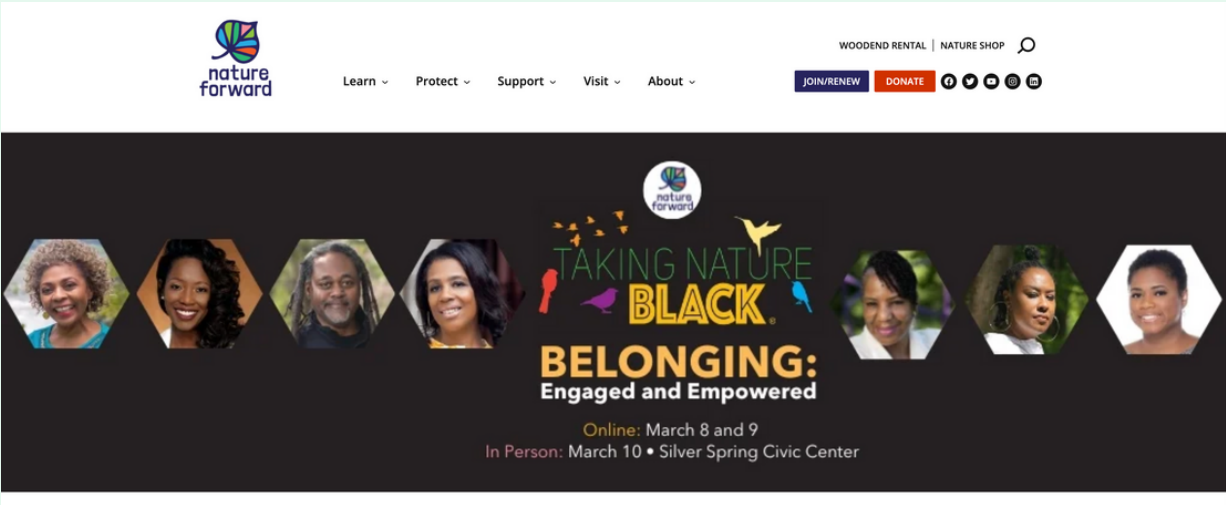 nature
forward
Learn
Protect
Support
Visit
About
WOODEND RENTAL | NATURE SHOP
JOIN/RENEW
DONATE
nature
forward
TAKING NATURE
BLACK®
BELONGING:
Engaged and Empowered
Online: March 8 and 9
In Person: March 10 • Silver Spring Civic Center